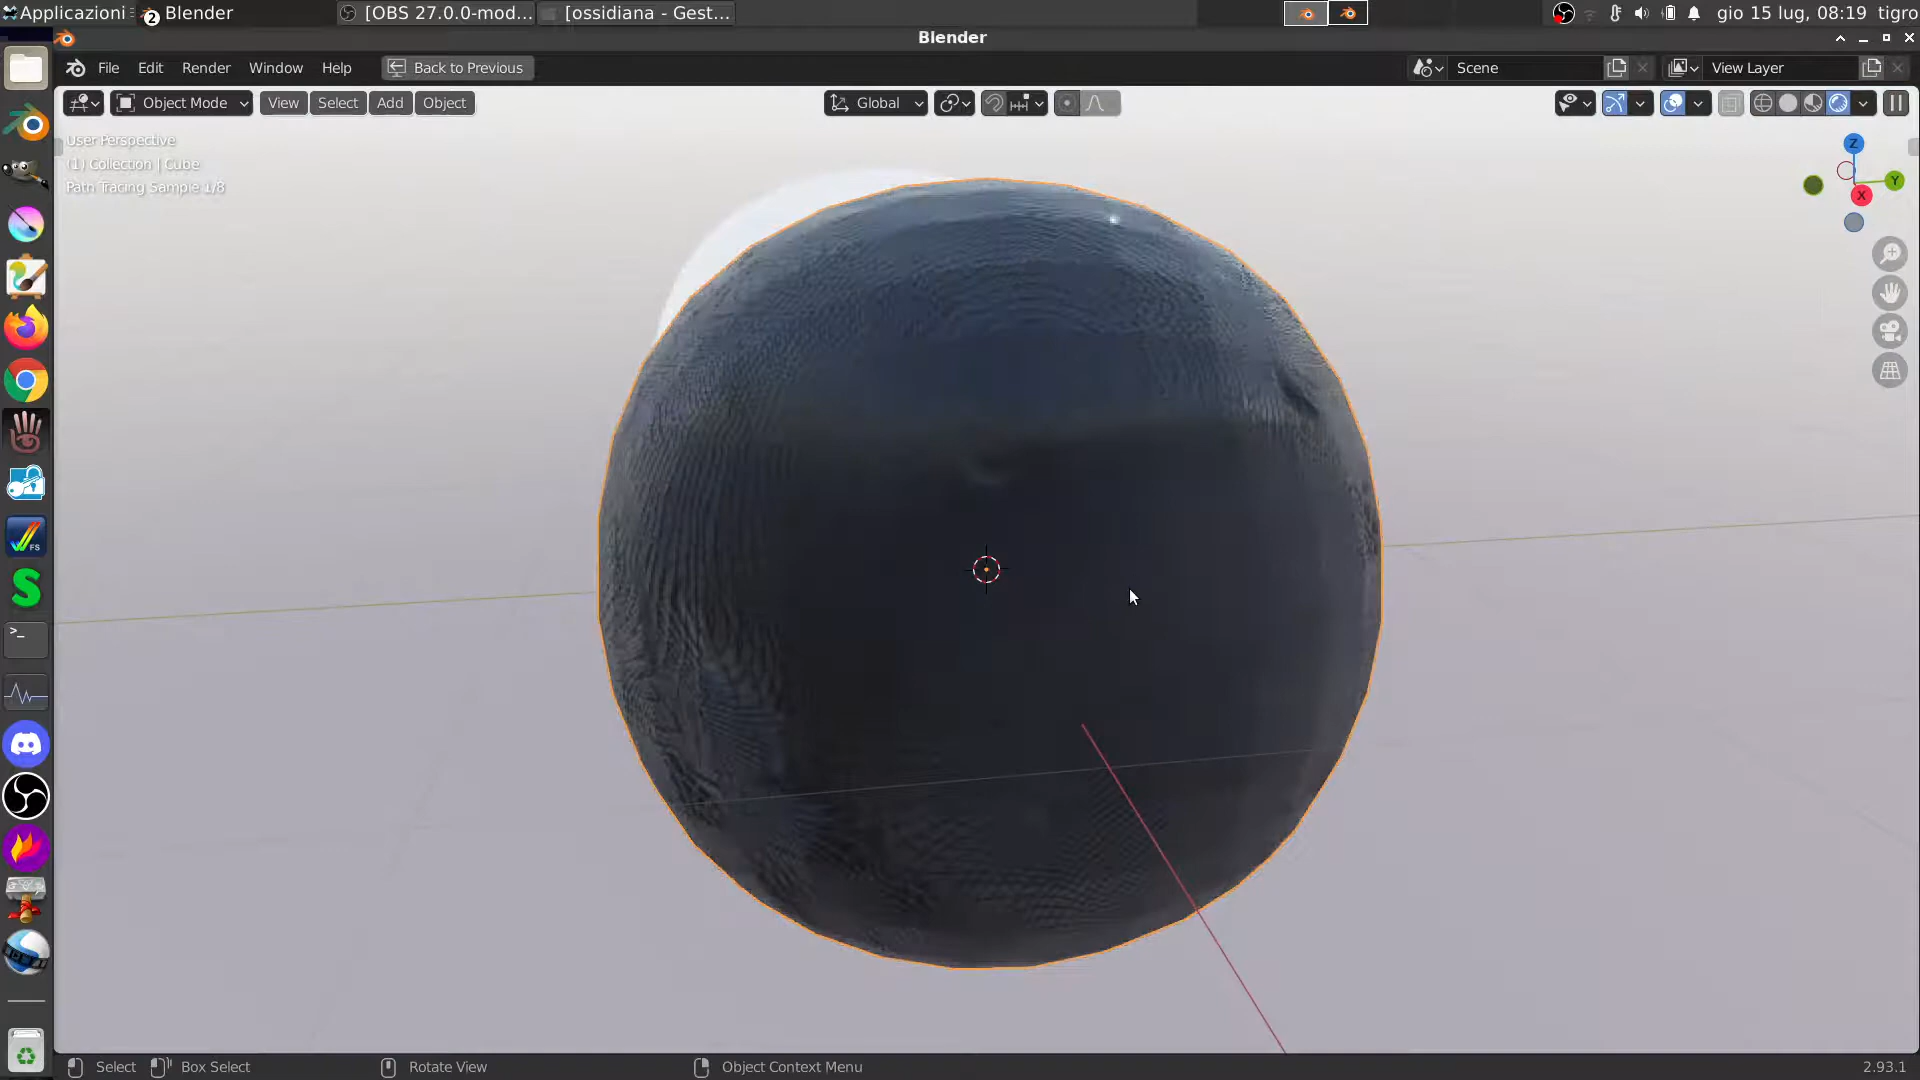 Applicazioni
2
Blender
[OBS 27.0.0-mod...
[ossidiana - Gest...
gio 15 lug, 08:19
tigro
Blender
File
Edit
Render
Window
Help
Back to Previous
Scene
View Layer
Object Mode
View
Select
Add
Object
Global
User Perspective
(1) Collection | Cube
Path Tracing Sample 1/8
Z
Y
X
FS
S
>_
Select
Box Select
Rotate View
Object Context Menu
2.93.1